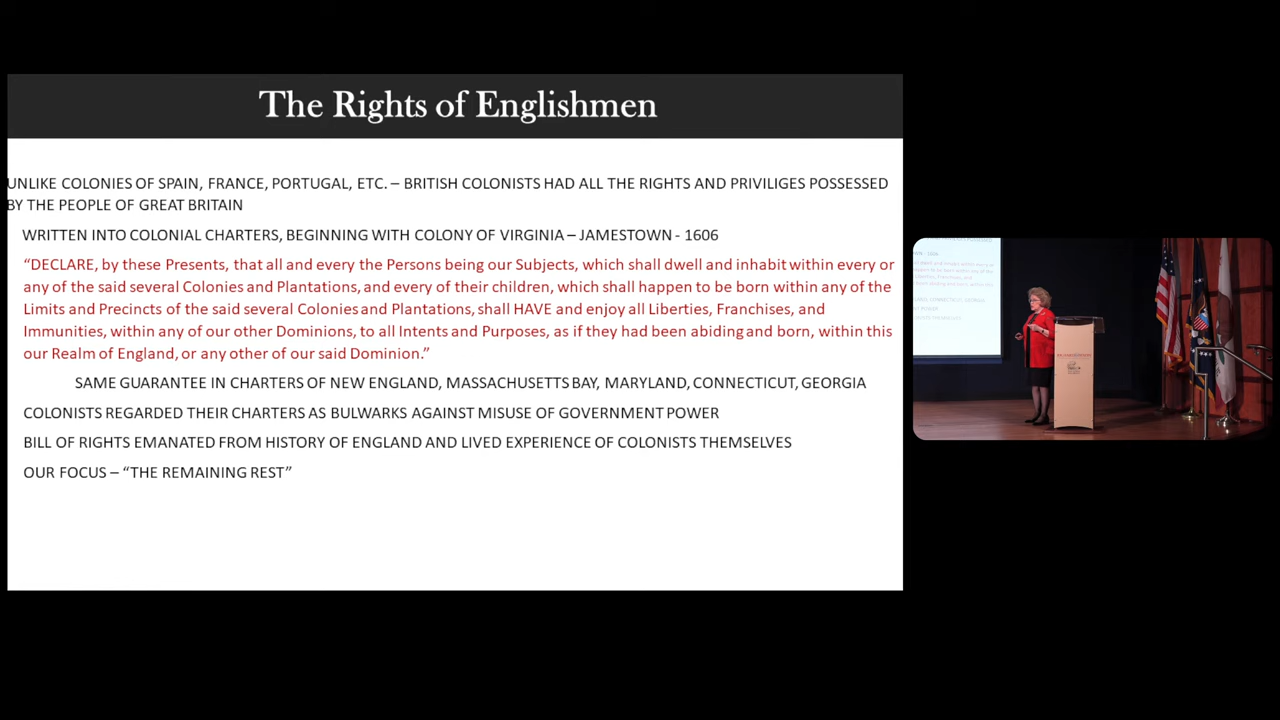 The Rights of Englishmen
UNLIKE COLONIES OF SPAIN, FRANCE, PORTUGAL, ETC. – BRITISH COLONISTS HAD ALL THE RIGHTS AND PRIVILIGES POSSESSED
BY THE PEOPLE OF GREAT BRITAIN
WRITTEN INTO COLONIAL CHARTERS, BEGINNING WITH COLONY OF VIRGINIA – JAMESTOWN - 1606
“DECLARE, by these Presents, that all and every the Persons being our Subjects, which shall dwell and inhabit within every or
any of the said several Colonies and Plantations, and every of their children, which shall happen to be born within any of the
Limits and Precincts of the said several Colonies and Plantations, shall HAVE and enjoy all Liberties, Franchises, and
Immunities, within any of our other Dominions, to all Intents and Purposes, as if they had been abiding and born, within this
our Realm of England, or any other of our said Dominion.”
SAME GUARANTEE IN CHARTERS OF NEW ENGLAND, MASSACHUSETTS BAY, MARYLAND, CONNECTICUT, GEORGIA
COLONISTS REGARDED THEIR CHARTERS AS BULWARKS AGAINST MISUSE OF GOVERNMENT POWER
BILL OF RIGHTS EMANATED FROM HISTORY OF ENGLAND AND LIVED EXPERIENCE OF COLONISTS THEMSELVES
OUR FOCUS – “THE REMAINING REST”